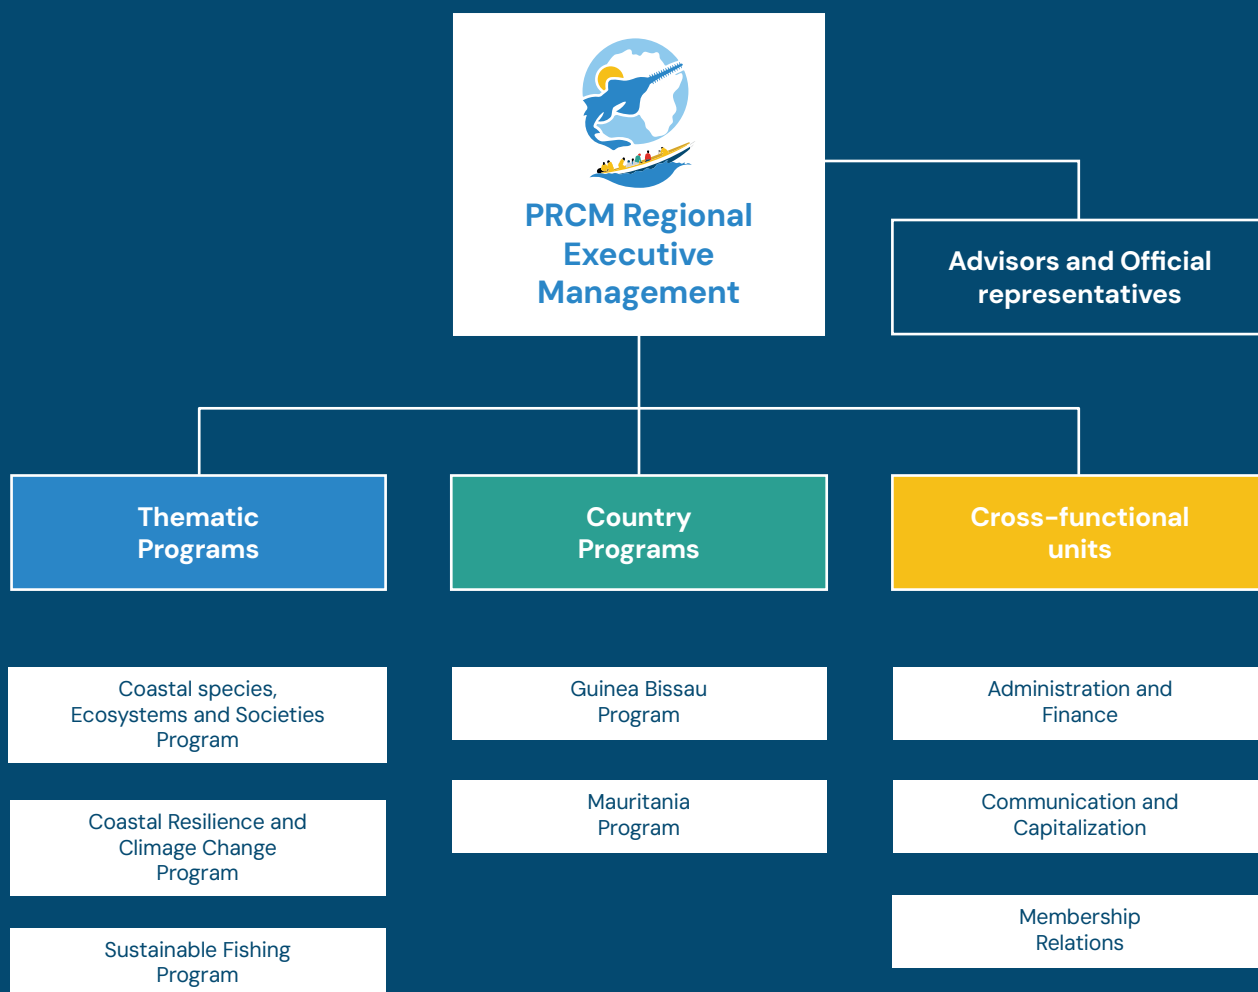 PRCM Regional
Executive
Management
Advisors and Official
representatives
Thematic
Programs
Country
Programs
Cross-functional
units
Coastal species,
Ecosystems and Societies
Program
Coastal Resilience and
Climage Change
Program
Sustainable Fishing
Program
Guinea Bissau
Program
Mauritania
Program
Administration and
Finance
Communication and
Capitalization
Membership
Relations